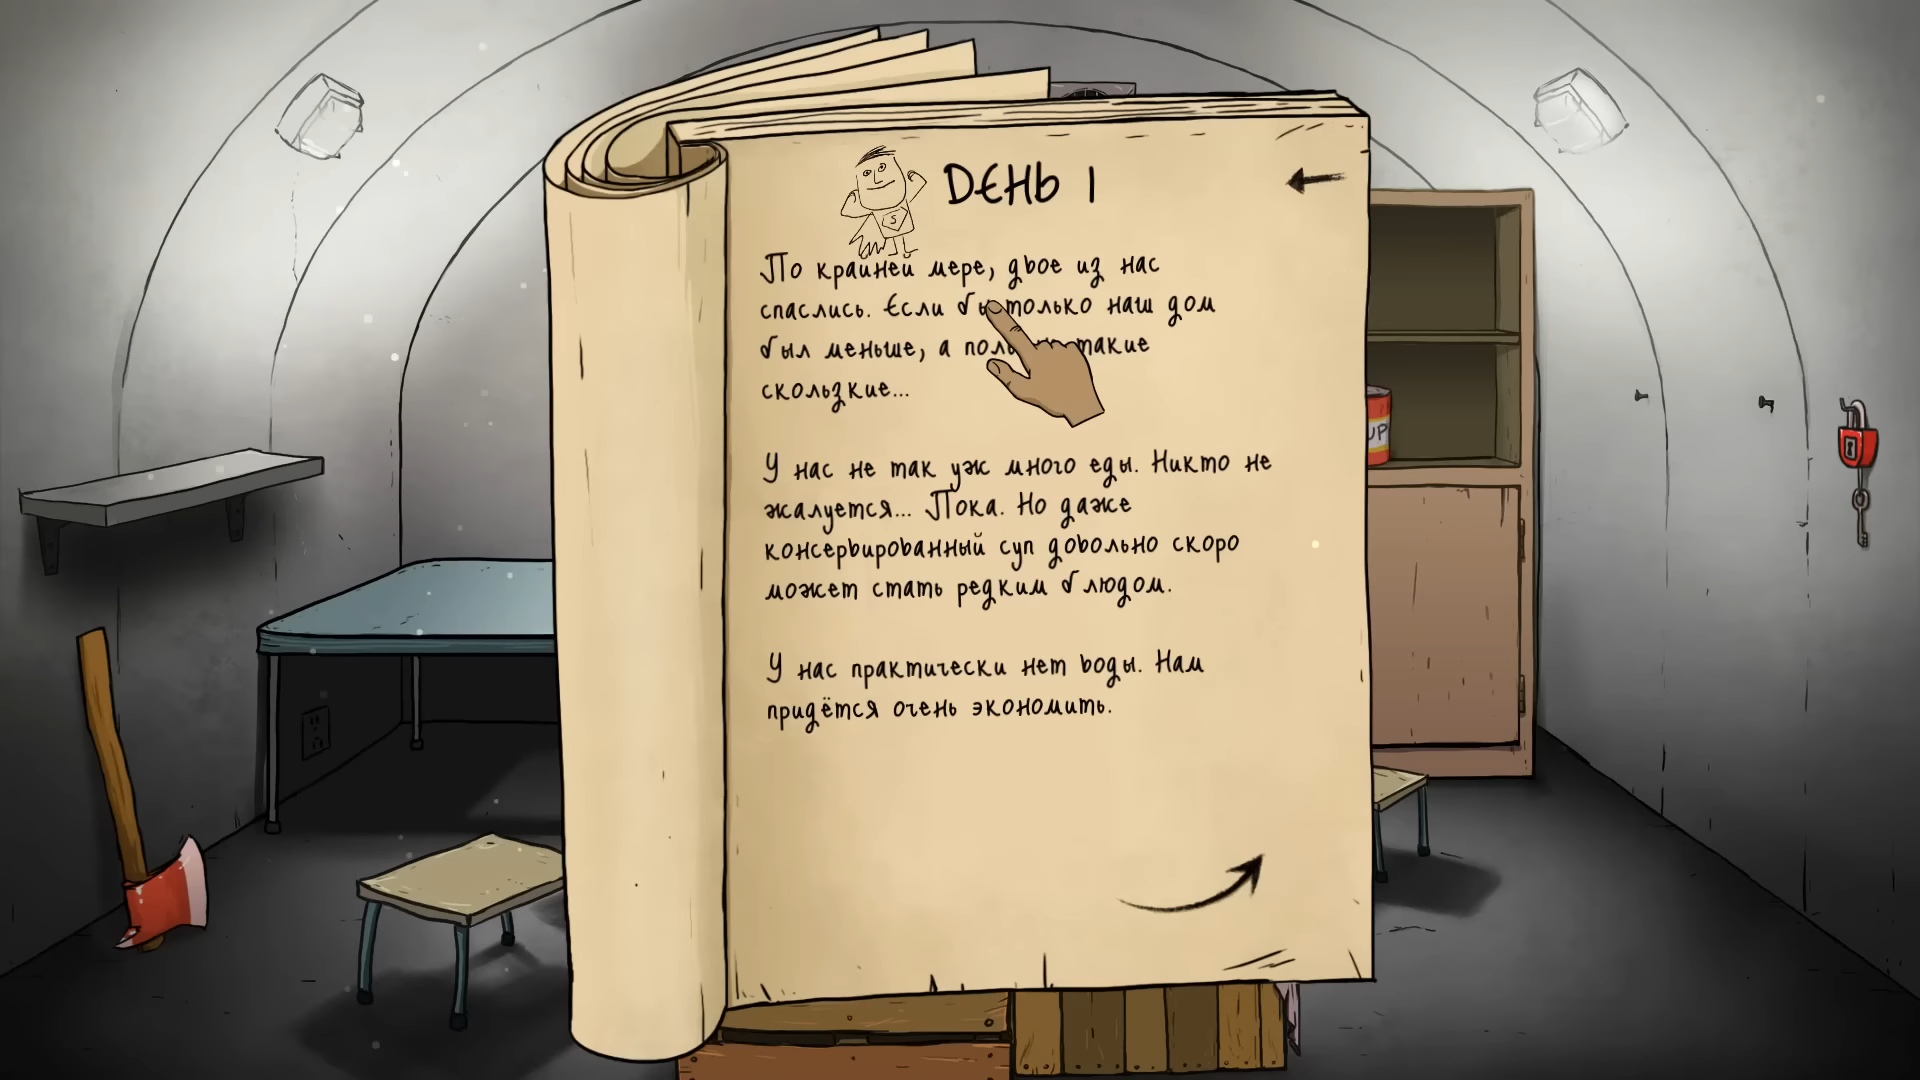 ДЕНЬ 1
По крайней мере, двое из нас
спаслись. Если бы только наш дом
был меньше, а такие
скользкие...
У нас не так уж много еды. Никто не
жалуется... Пока. Но даже
консервированный суп довольно скоро
может стать редким блюдом.
У нас практически нет воды. Нам
придётся очень экономить.
UP
S